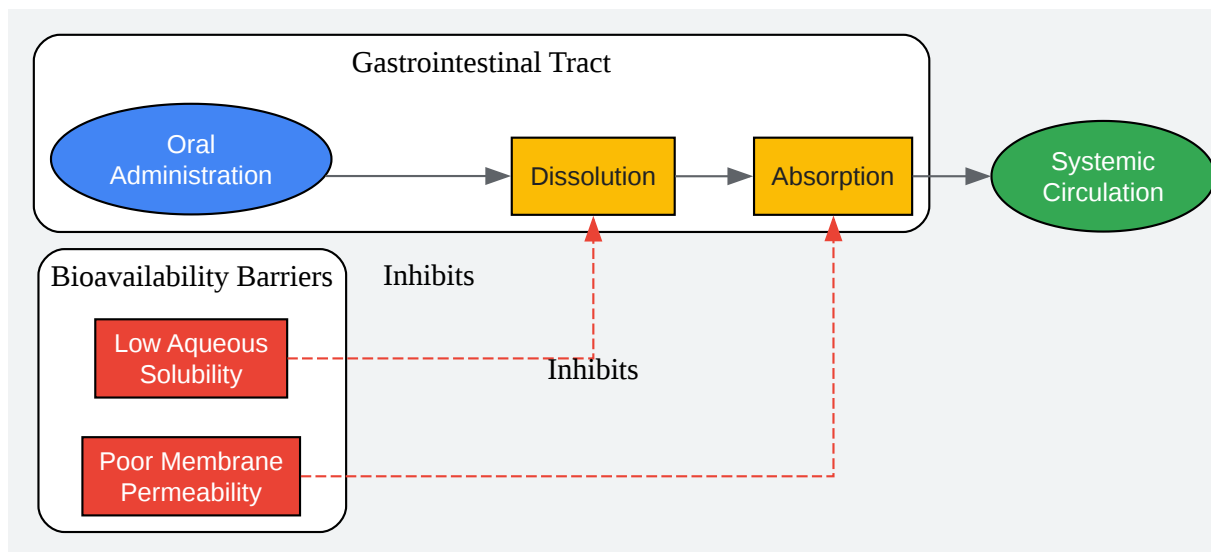 Gastrointestinal Tract
Oral
Administration
Dissolution
Absorption
Systemic
Circulation
Bioavailability Barriers
Inhibits
Low Aqueous
Solubility
Inhibits
Poor Membrane
Permeability